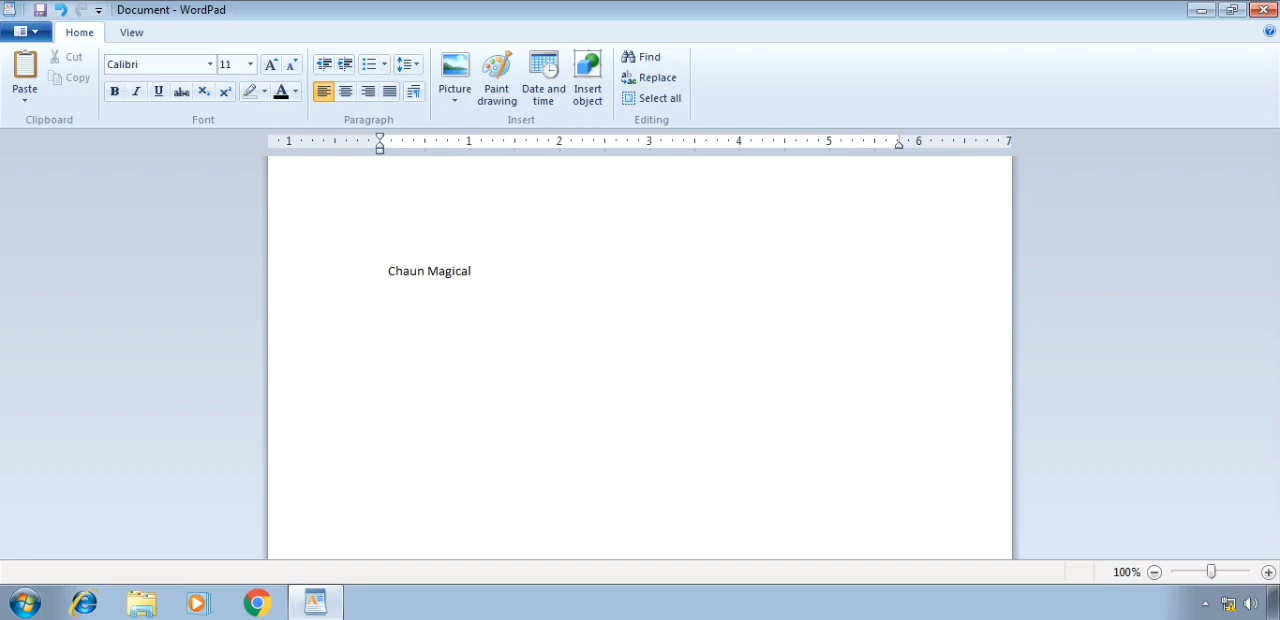 Document - WordPad
Home View
Paste
Cut
Copy
Clipboard
Calibri 11
B I U abc X₂ X² A
Font
Paragraph
Picture
Paint drawing
Date and time
Insert object
Insert
Find
Replace
Select all
Editing
1 1 2 3 4 5 6 7
Chaun Magical
100%